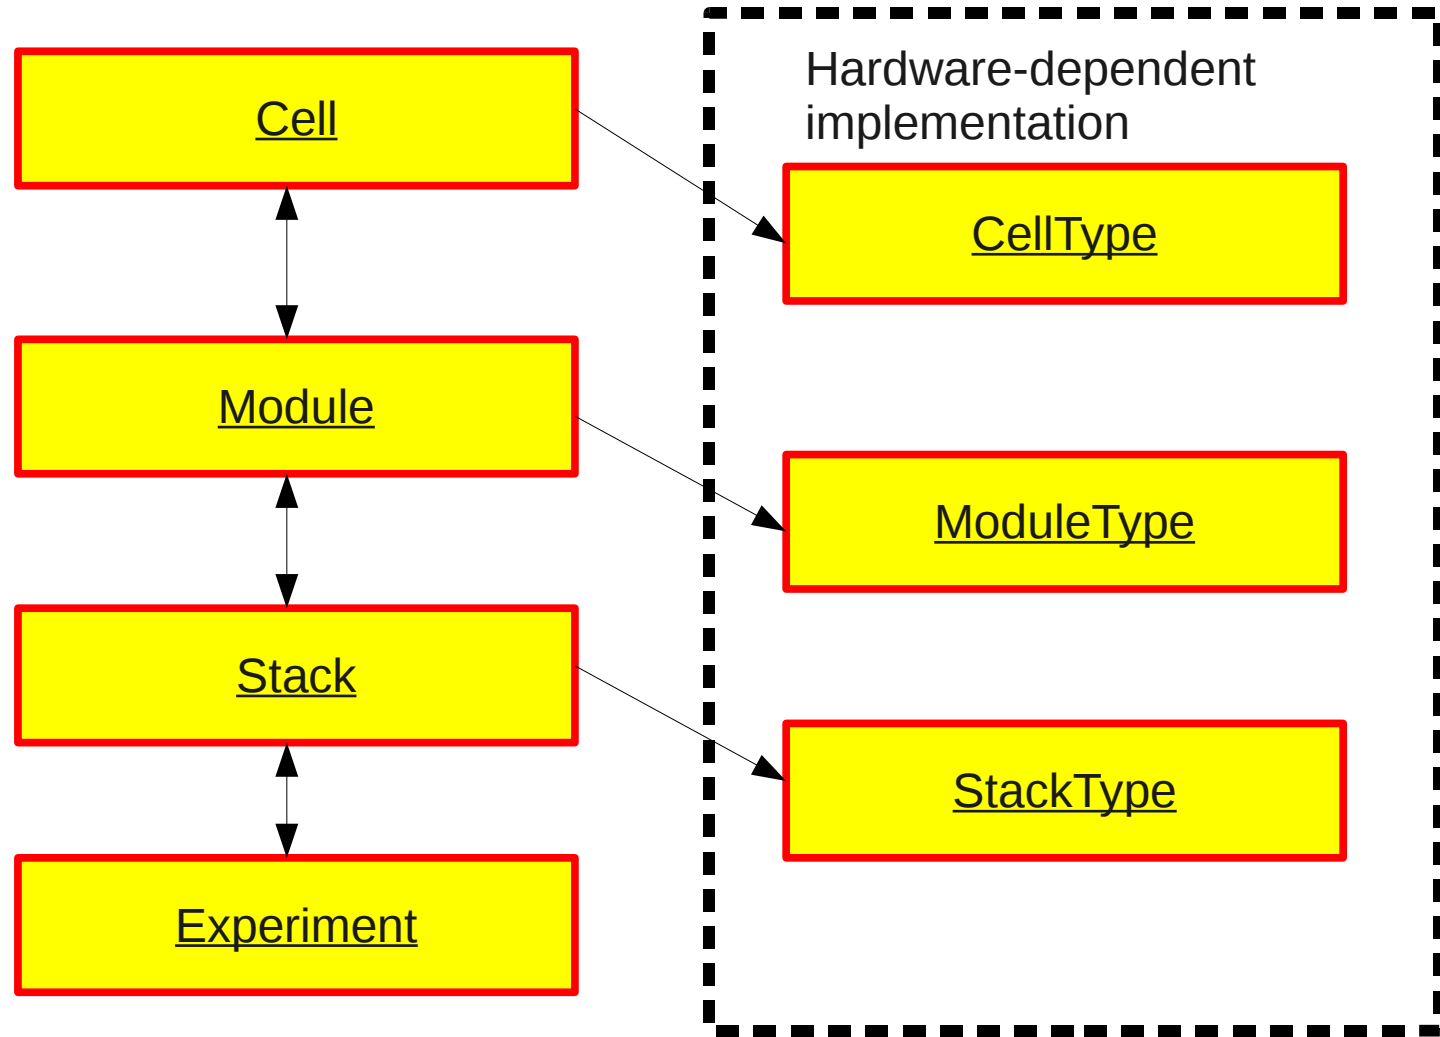 Cell
Module
Stack
Experiment
Hardware-dependent
implementation
CellType
ModuleType
StackType